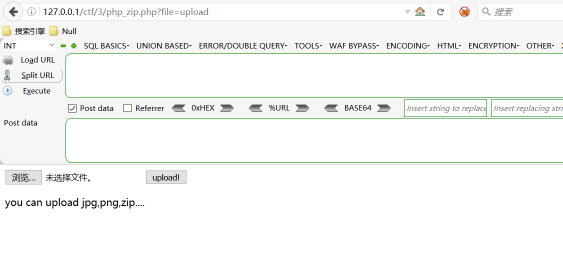 127.0.0.1/ctf/3/php_zip.php?file=upload
搜索
搜索引擎 Null
INT SQL BASICS- UNION BASED- ERROR/DOUBLE QUERY- TOOLS- WAF BYPASS- ENCODING- HTML- ENCRYPTION- OTHER-
Load URL
Split URL
Execute
Post data Referrer 0xHEX %URL BASE64 Insert string to replace Insert replacing stri
Post data
浏览... 未选择文件。 upload!
you can upload jpg,png,zip....